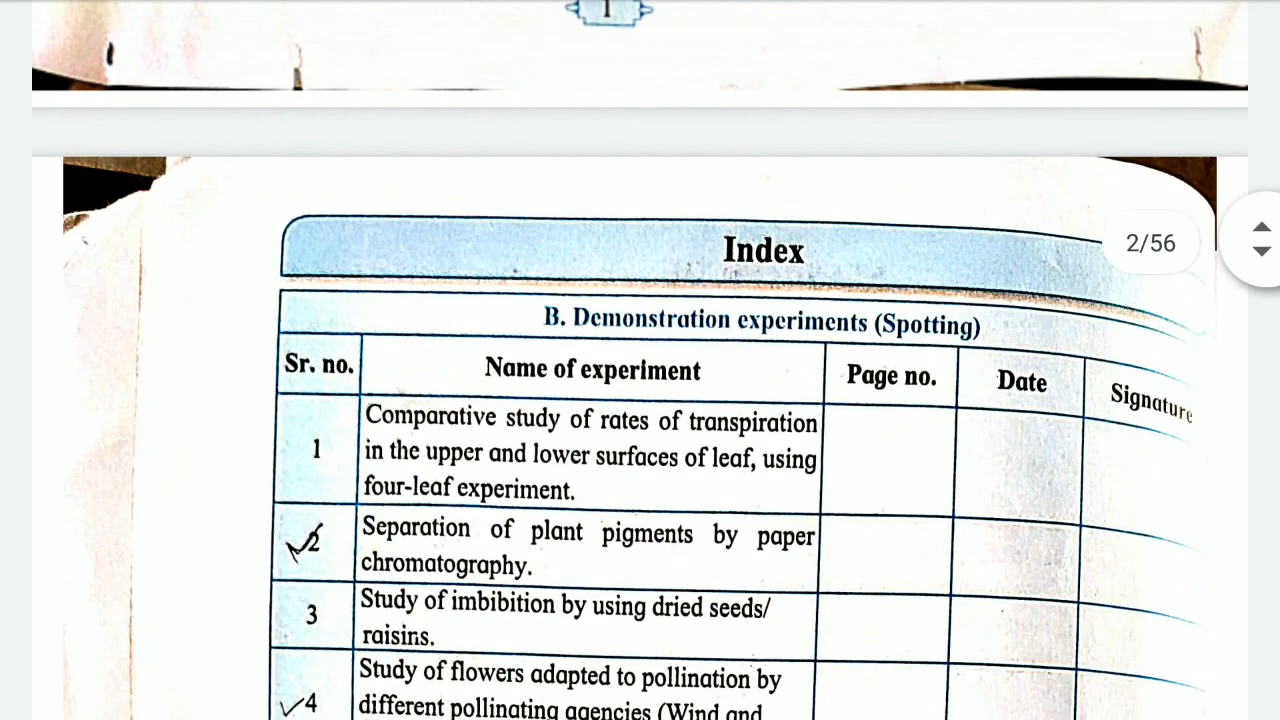 1
2/56
Index
B. Demonstration experiments (Spotting)
Sr. no. Name of experiment Page no. Date Signature
1 Comparative study of rates of transpiration
in the upper and lower surfaces of leaf, using
four-leaf experiment.
2 Separation of plant pigments by paper
chromatography.
3 Study of imbibition by using dried seeds/
raisins.
4 Study of flowers adapted to pollination by
different pollinating agencies (Wind and